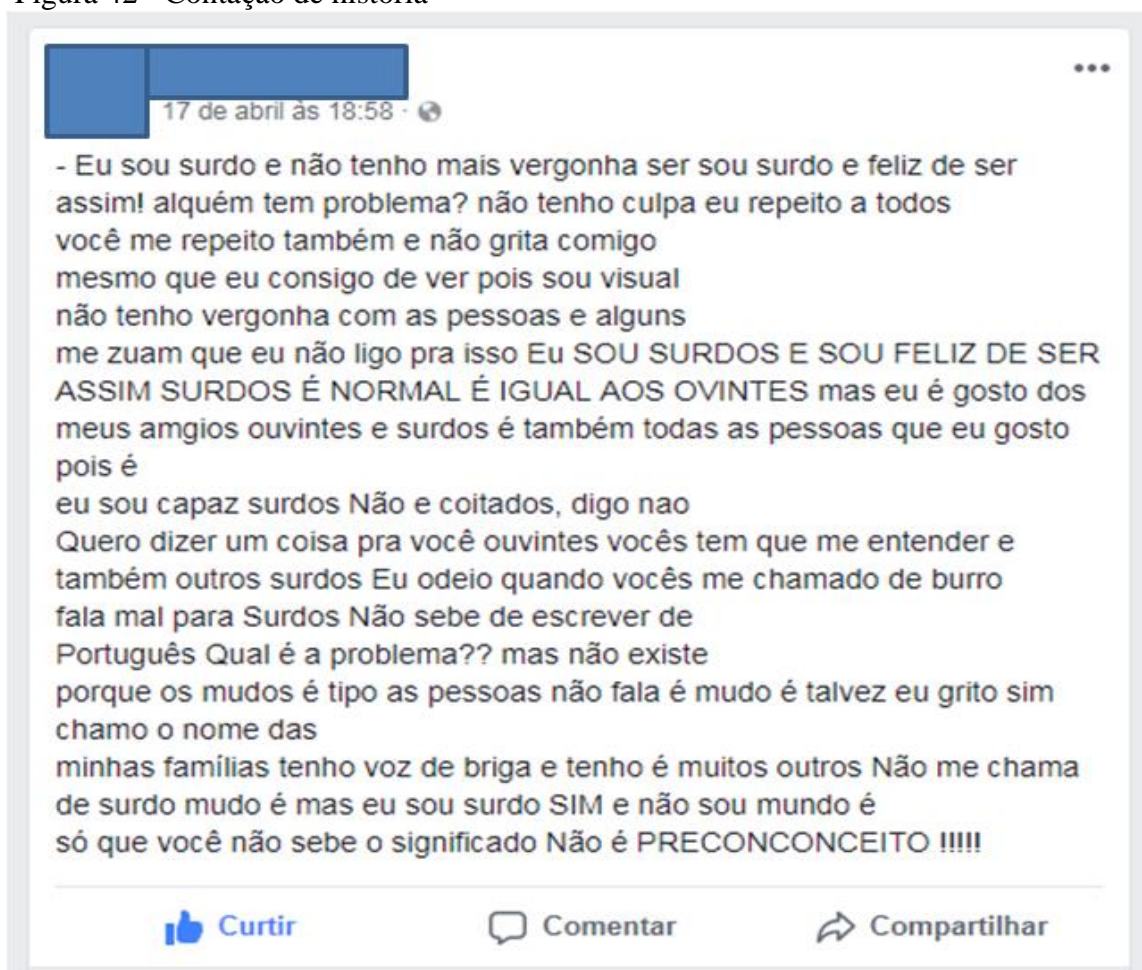 Figura 42 - Contação de história
17 de abril às 18:58 ·
- Eu sou surdo e não tenho mais vergonha ser sou surdo e feliz de ser
assim! alquém tem problema? não tenho culpa eu repeito a todos
você me repeito também e não grita comigo
mesmo que eu consigo de ver pois sou visual
não tenho vergonha com as pessoas e alguns
me zuam que eu não ligo pra isso Eu SOU SURDOS E SOU FELIZ DE SER
ASSIM SURDOS É NORMAL É IGUAL AOS OVINTES mas eu é gosto dos
meus amgios ouvintes e surdos é também todas as pessoas que eu gosto
pois é
eu sou capaz surdos Não e coitados, digo nao
Quero dizer um coisa pra você ouvintes vocês tem que me entender e
também outros surdos Eu odeio quando vocês me chamado de burro
fala mal para Surdos Não sebe de escrever de
Português Qual é a problema?? mas não existe
porque os mudos é tipo as pessoas não fala é mudo é talvez eu grito sim
chamo o nome das
minhas famílias tenho voz de briga e tenho é muitos outros Não me chama
de surdo mudo é mas eu sou surdo SIM e não sou mundo é
só que você não sebe o significado Não é PRECONCONCEITO !!!!!
Curtir Comentar Compartilhar